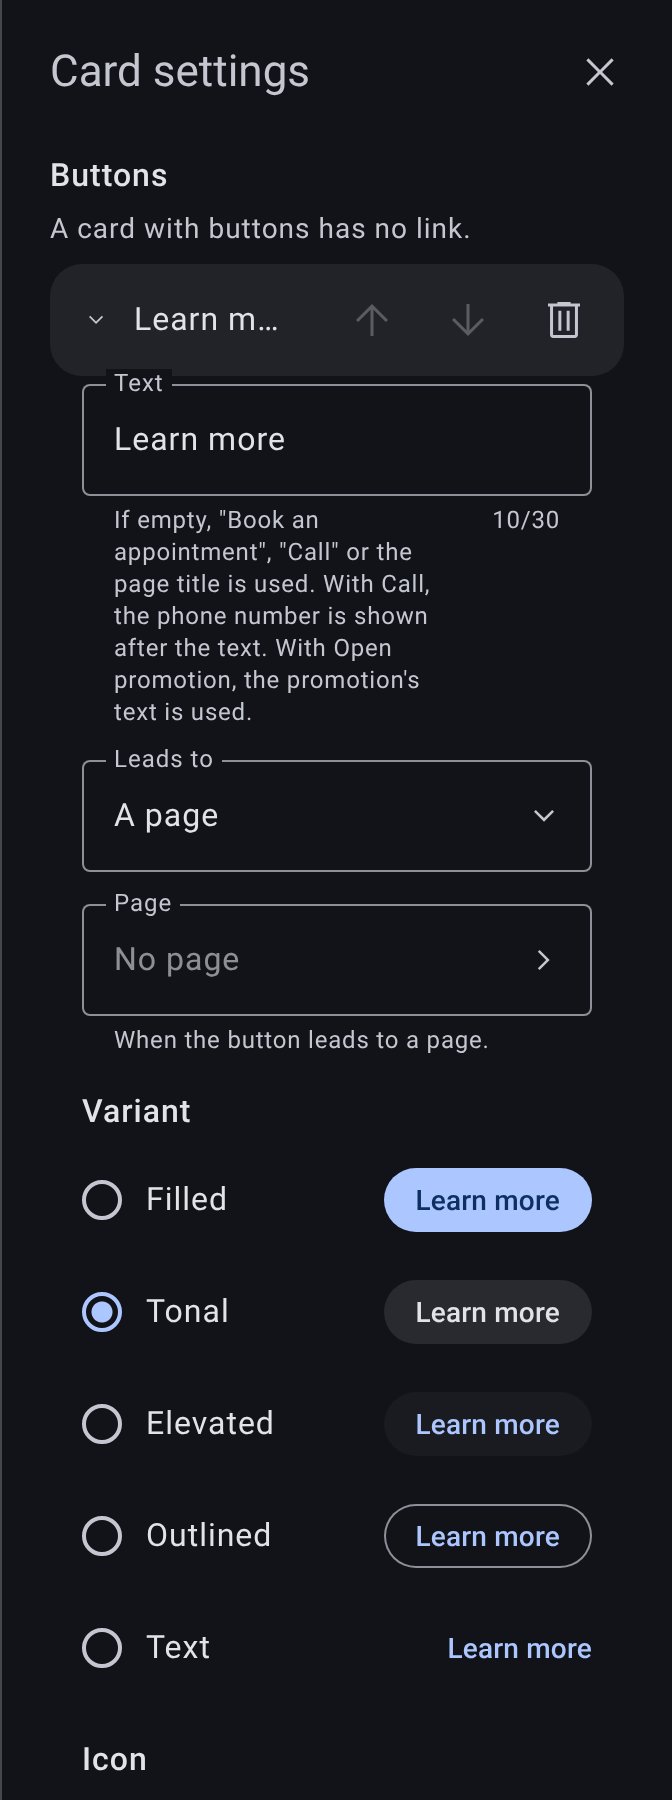 Card settings
Buttons
A card with buttons has no link.
Learn m...
Text
Learn more
If empty, "Book an
appointment", "Call" or the
page title is used. With Call,
the phone number is shown
after the text. With Open
promotion, the promotion's
text is used.
10/30
Leads to
A page
Page
No page
When the button leads to a page.
Variant
Filled
Learn more
Tonal
Learn more
Elevated
Learn more
Outlined
Learn more
Text
Learn more
Icon